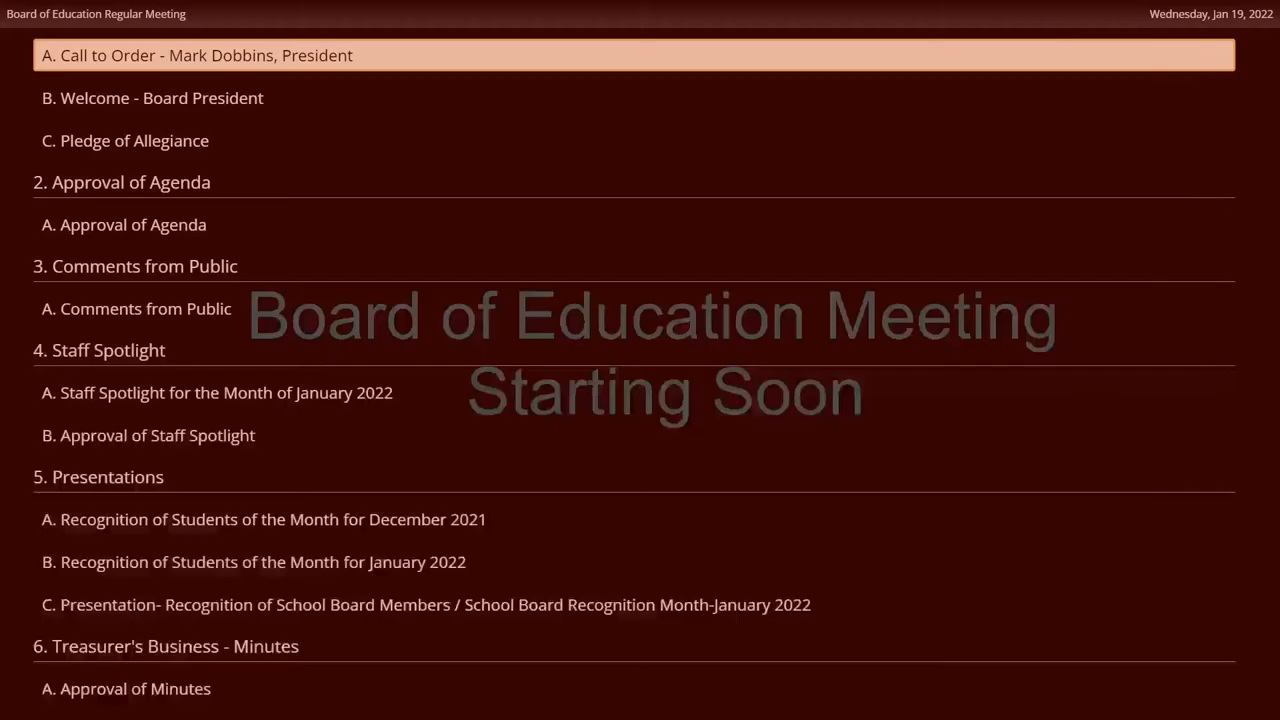 Board of Education Regular Meeting
Wednesday, Jan 19, 2022
A. Call to Order - Mark Dobbins, President
B. Welcome - Board President
C. Pledge of Allegiance
2. Approval of Agenda
A. Approval of Agenda
3. Comments from Public
A. Comments from Public
Board of Education Meeting
Starting Soon
4. Staff Spotlight
A. Staff Spotlight for the Month of January 2022
B. Approval of Staff Spotlight
5. Presentations
A. Recognition of Students of the Month for December 2021
B. Recognition of Students of the Month for January 2022
C. Presentation- Recognition of School Board Members / School Board Recognition Month-January 2022
6. Treasurer's Business - Minutes
A. Approval of Minutes